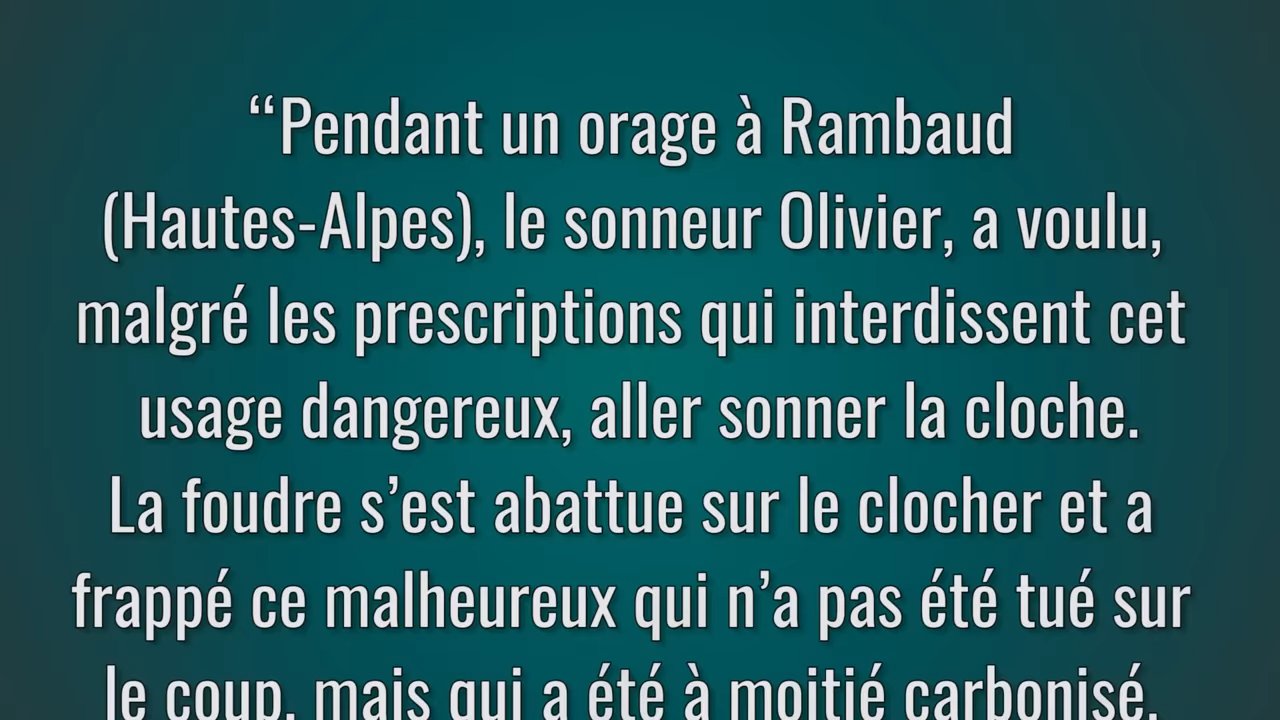 “Pendant un orage à Rambaud
(Hautes-Alpes), le sonneur Olivier, a voulu,
malgré les prescriptions qui interdissent cet
usage dangereux, aller sonner la cloche.
La foudre s’est abattue sur le clocher et a
frappé ce malheureux qui n’a pas été tué sur
le coup, mais qui a été à moitié carbonisé.